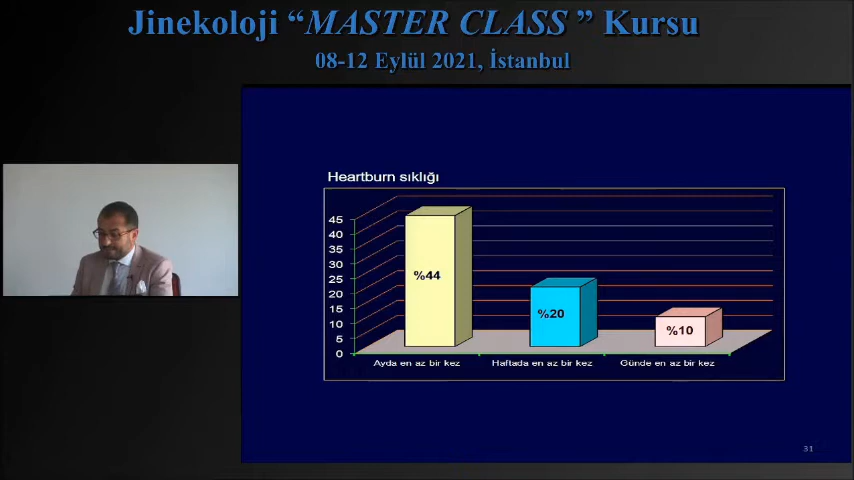 Jinekoloji “MASTER CLASS ” Kursu
08-12 Eylül 2021, İstanbul
Heartburn sıklığı
45
40
35
30
25
20
15
10
5
0
%44
%20
%10
Ayda en az bir kez
Haftada en az bir kez
Günde en az bir kez
31